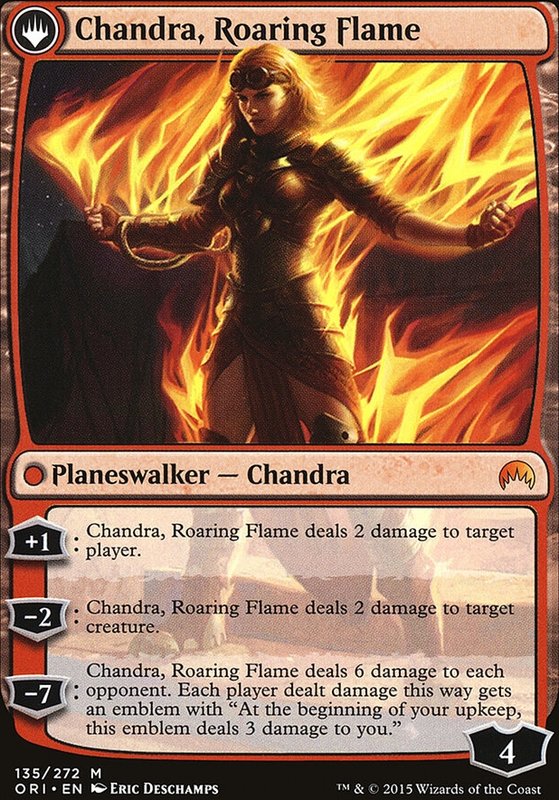 Chandra, Roaring Flame
Planeswalker — Chandra
+1 : Chandra, Roaring Flame deals 2 damage to target
player.
−2 : Chandra, Roaring Flame deals 2 damage to target
creature.
Chandra, Roaring Flame deals 6 damage to each
−7 : opponent. Each player dealt damage this way gets
an emblem with “At the beginning of your upkeep,
this emblem deals 3 damage to you.”
4
135/272 M
ORI • EN Eric Deschamps
™ & © 2015 Wizards of the Coast